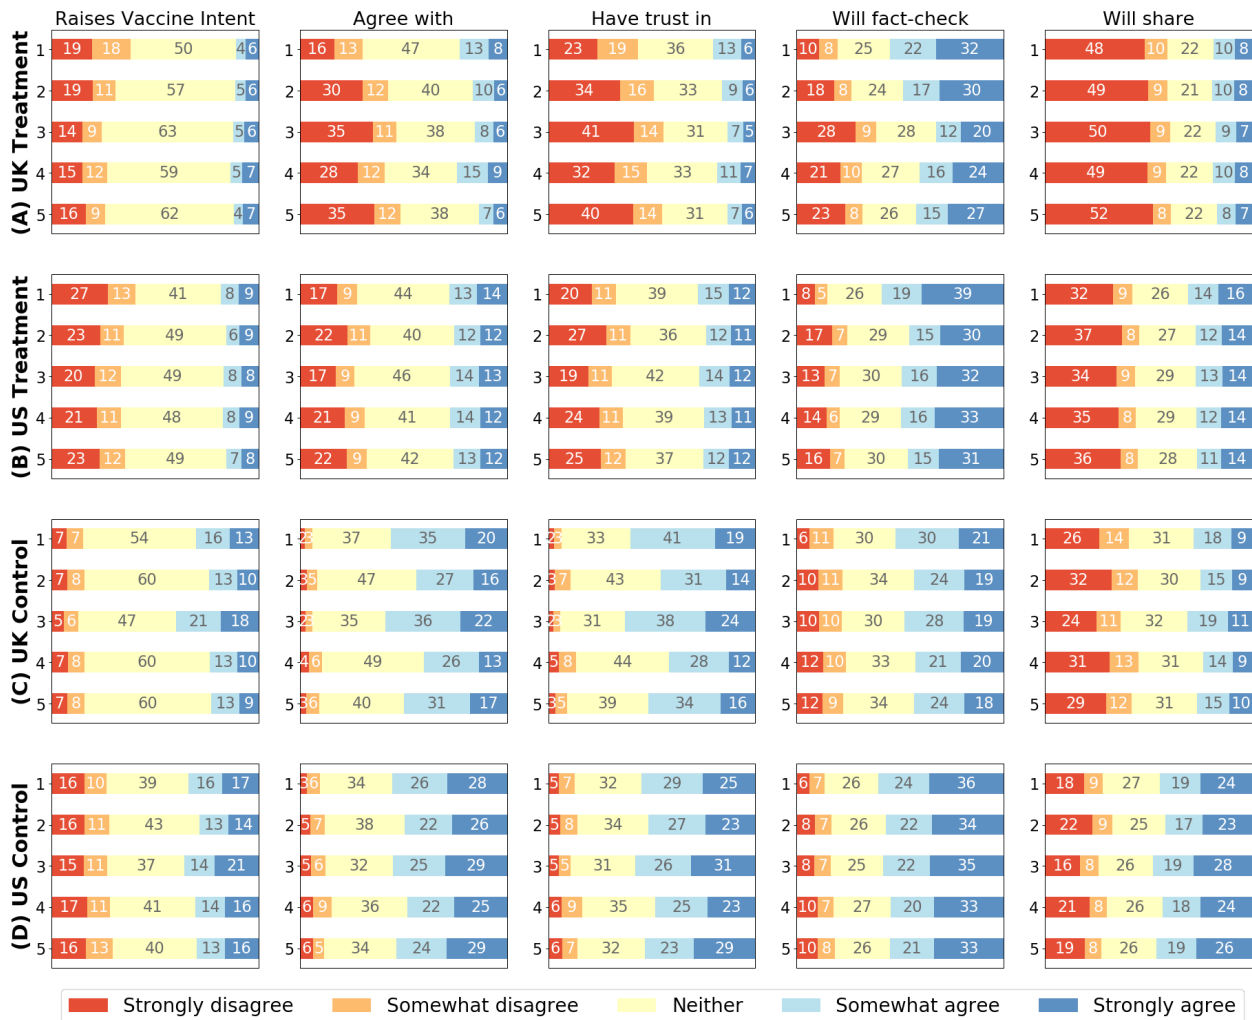 Raises Vaccine Intent Agree with Have trust in Will fact-check Will share
(A) UK Treatment
1 19 18 50 4 6 1 16 13 47 13 8 1 23 19 36 13 6 1 10 8 25 22 32 1 48 10 22 10 8
2 19 11 57 5 6 2 30 12 40 10 6 2 34 16 33 9 6 2 18 8 24 17 30 2 49 9 21 10 8
3 14 9 63 5 6 3 35 11 38 8 6 3 41 14 31 7 5 3 28 9 28 12 20 3 50 9 22 9 7
4 15 12 59 5 7 4 28 12 34 15 9 4 32 15 33 11 7 4 21 10 27 16 24 4 49 9 22 10 8
5 16 9 62 4 7 5 35 12 38 7 6 5 40 14 31 7 6 5 23 8 26 15 27 5 52 8 22 8 7
(B) US Treatment
1 27 13 41 8 9 1 17 9 44 13 14 1 20 11 39 15 12 1 8 5 26 19 39 1 32 9 26 14 16
2 23 11 49 6 9 2 22 11 40 12 12 2 27 11 36 12 11 2 17 7 29 15 30 2 37 8 27 12 14
3 20 12 49 8 8 3 17 9 46 14 13 3 19 11 42 14 12 3 13 7 30 16 32 3 34 9 29 13 14
4 21 11 48 8 9 4 21 9 41 14 12 4 24 11 39 13 11 4 14 6 29 16 33 4 35 8 29 12 14
5 23 12 49 7 8 5 22 9 42 13 12 5 25 12 37 12 12 5 16 7 30 15 31 5 36 8 28 11 14
(C) UK Control
1 7 7 54 16 13 1 2 3 37 35 20 1 2 3 33 41 19 1 6 11 30 30 21 1 26 14 31 18 9
2 7 8 60 13 10 2 3 5 47 27 16 2 3 7 43 31 14 2 10 11 34 24 19 2 32 12 30 15 9
3 5 6 47 21 18 3 2 3 35 36 22 3 2 3 31 38 24 3 10 10 30 28 19 3 24 11 32 19 11
4 7 8 60 13 10 4 4 6 49 26 13 4 5 8 44 28 12 4 12 10 33 21 20 4 31 13 31 14 9
5 7 8 60 13 9 5 3 6 40 31 17 5 3 5 39 34 16 5 12 9 34 24 18 5 29 12 31 15 10
(D) US Control
1 16 10 39 16 17 1 3 6 34 26 28 1 5 7 32 29 25 1 6 7 26 24 36 1 18 9 27 19 24
2 16 11 43 13 14 2 5 7 38 22 26 2 5 8 34 27 23 2 8 7 26 22 34 2 22 9 25 17 23
3 15 11 37 14 21 3 5 6 32 25 29 3 5 5 31 26 31 3 8 7 25 22 35 3 16 8 26 19 28
4 17 11 41 14 16 4 6 9 36 22 25 4 6 9 35 25 23 4 10 7 27 20 33 4 21 8 26 18 24
5 16 13 40 13 16 5 6 5 34 24 29 5 6 7 32 23 29 5 10 8 26 21 33 5 19 8 26 19 26
Strongly disagree Somewhat disagree Neither Somewhat agree Strongly agree